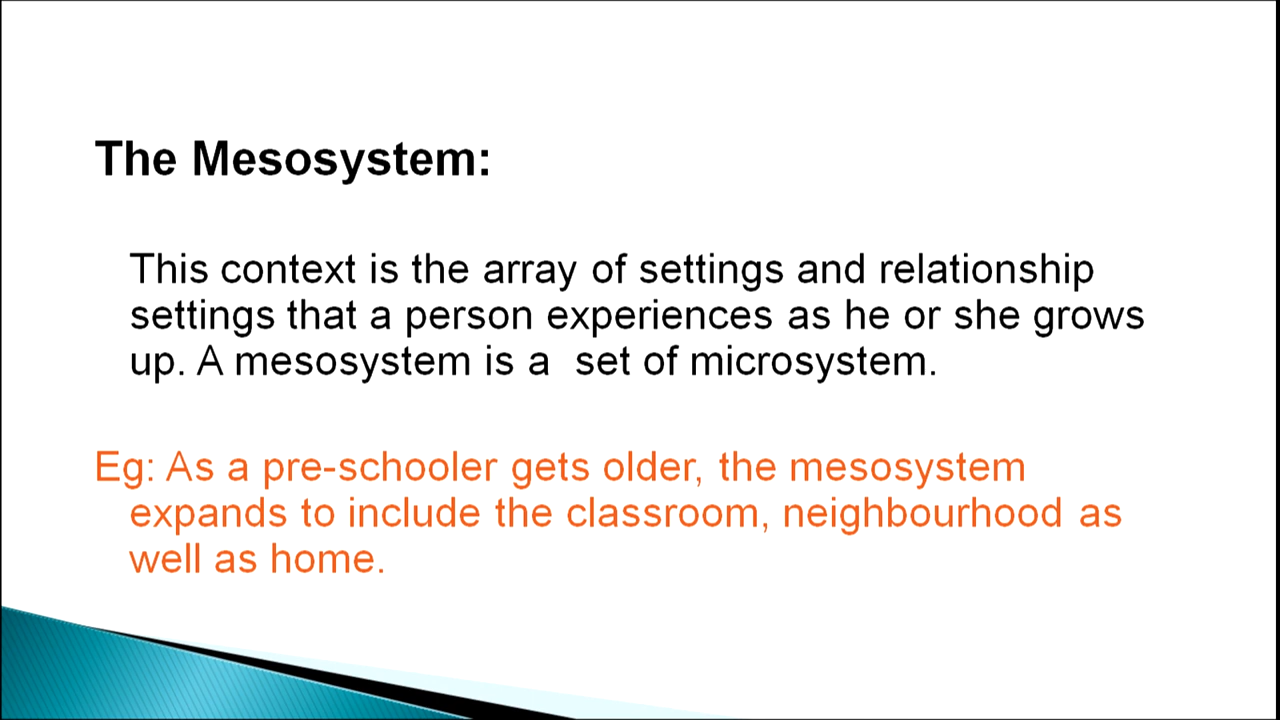 The Mesosystem:
This context is the array of settings and relationship
settings that a person experiences as he or she grows
up. A mesosystem is a  set of microsystem.
Eg: As a pre-schooler gets older, the mesosystem
expands to include the classroom, neighbourhood as
well as home.